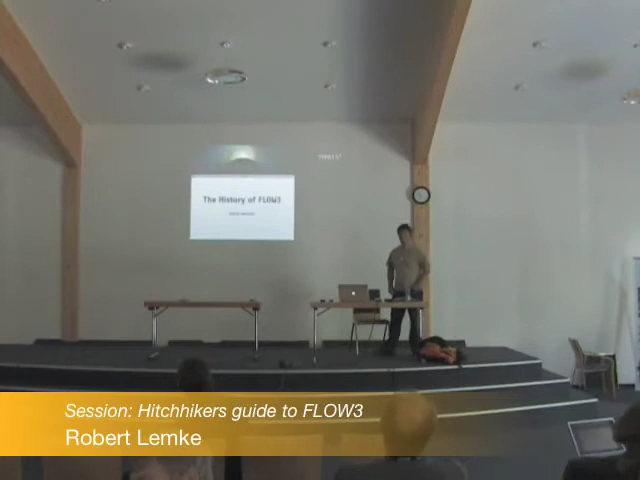 The History of FLOW3
Session: Hitchhikers guide to FLOW3
Robert Lemke